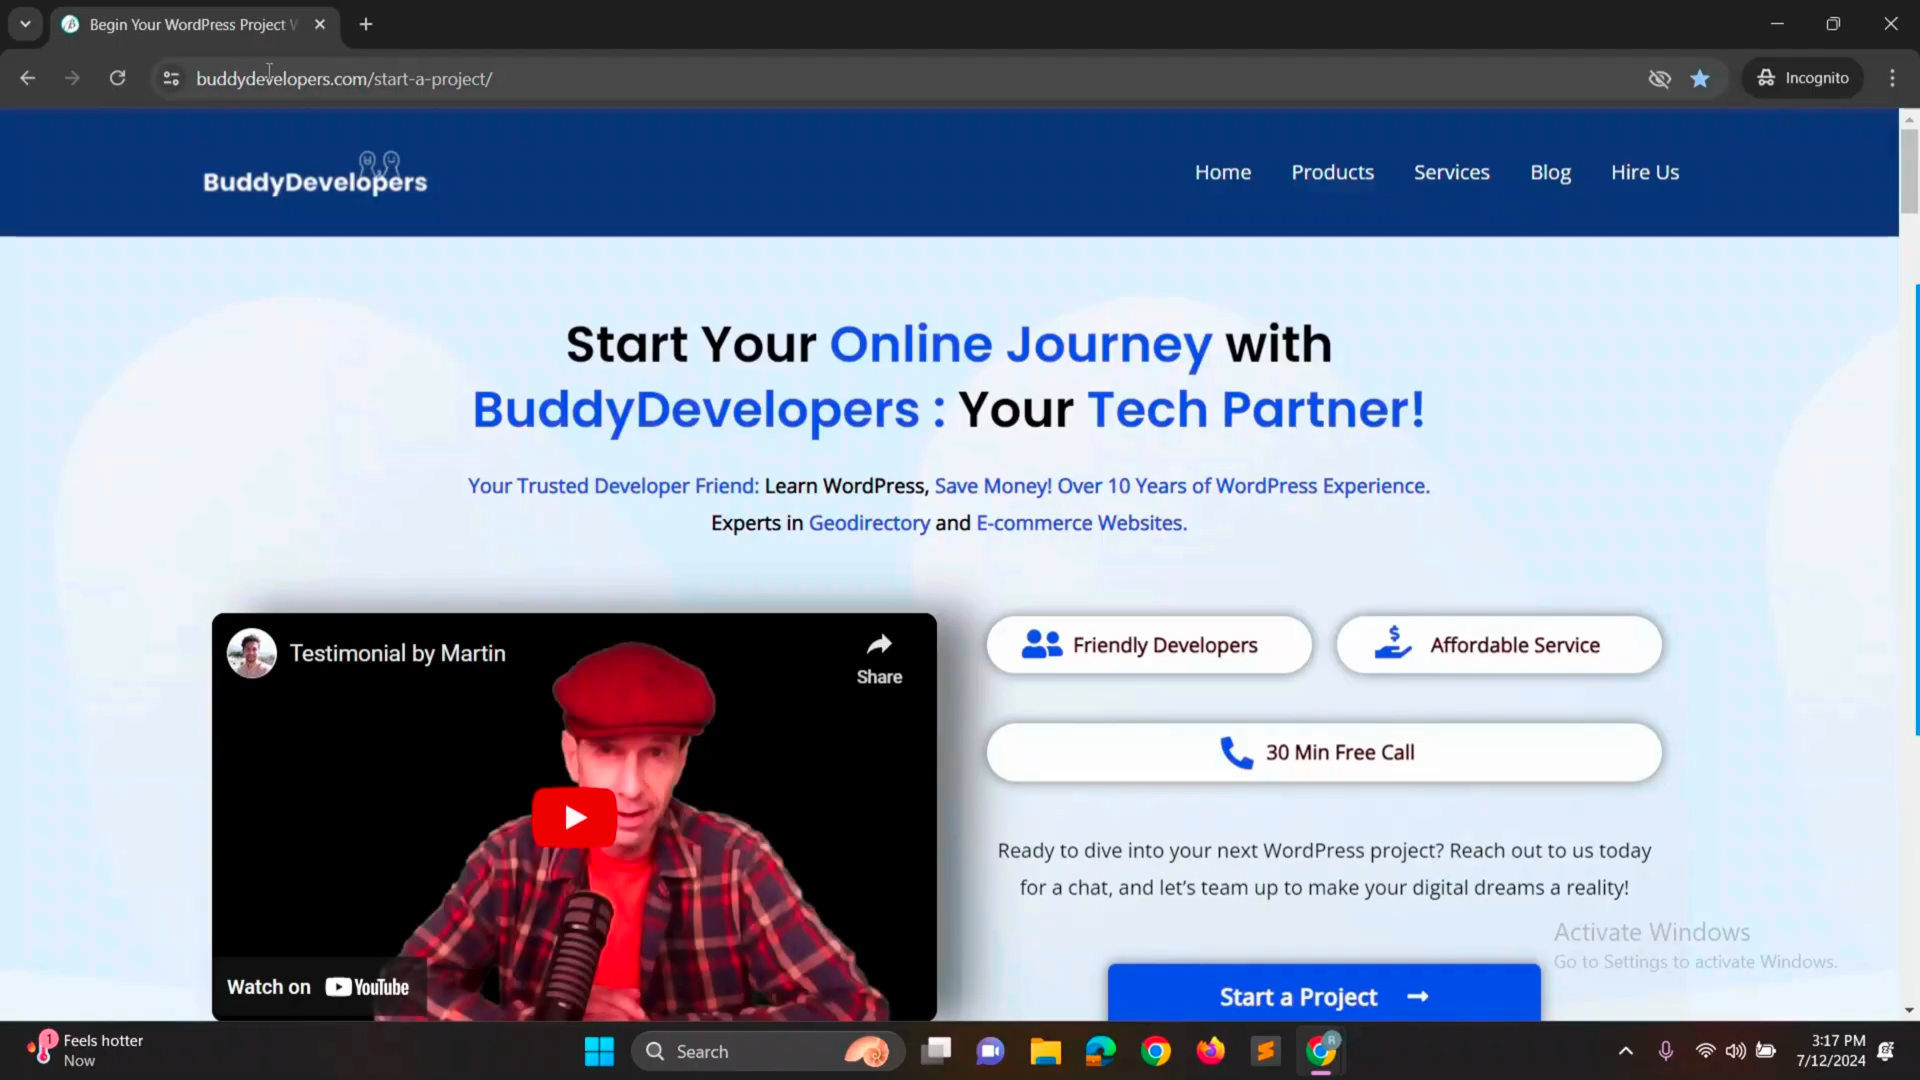 Begin Your WordPress Project
buddydevelopers.com/start-a-project/
Incognito
BuddyDevelopers
Home
Products
Services
Blog
Hire Us
Start Your Online Journey with
BuddyDevelopers : Your Tech Partner!
Your Trusted Developer Friend: Learn WordPress, Save Money! Over 10 Years of WordPress Experience.
Experts in Geodirectory and E-commerce Websites.
Testimonial by Martin
Share
Watch on YouTube
Friendly Developers
Affordable Service
30 Min Free Call
Ready to dive into your next WordPress project? Reach out to us today
for a chat, and let's team up to make your digital dreams a reality!
Start a Project
Activate Windows
Go to Settings to activate Windows.
1
Feels hotter
Now
Search
R
3:17 PM
7/12/2024